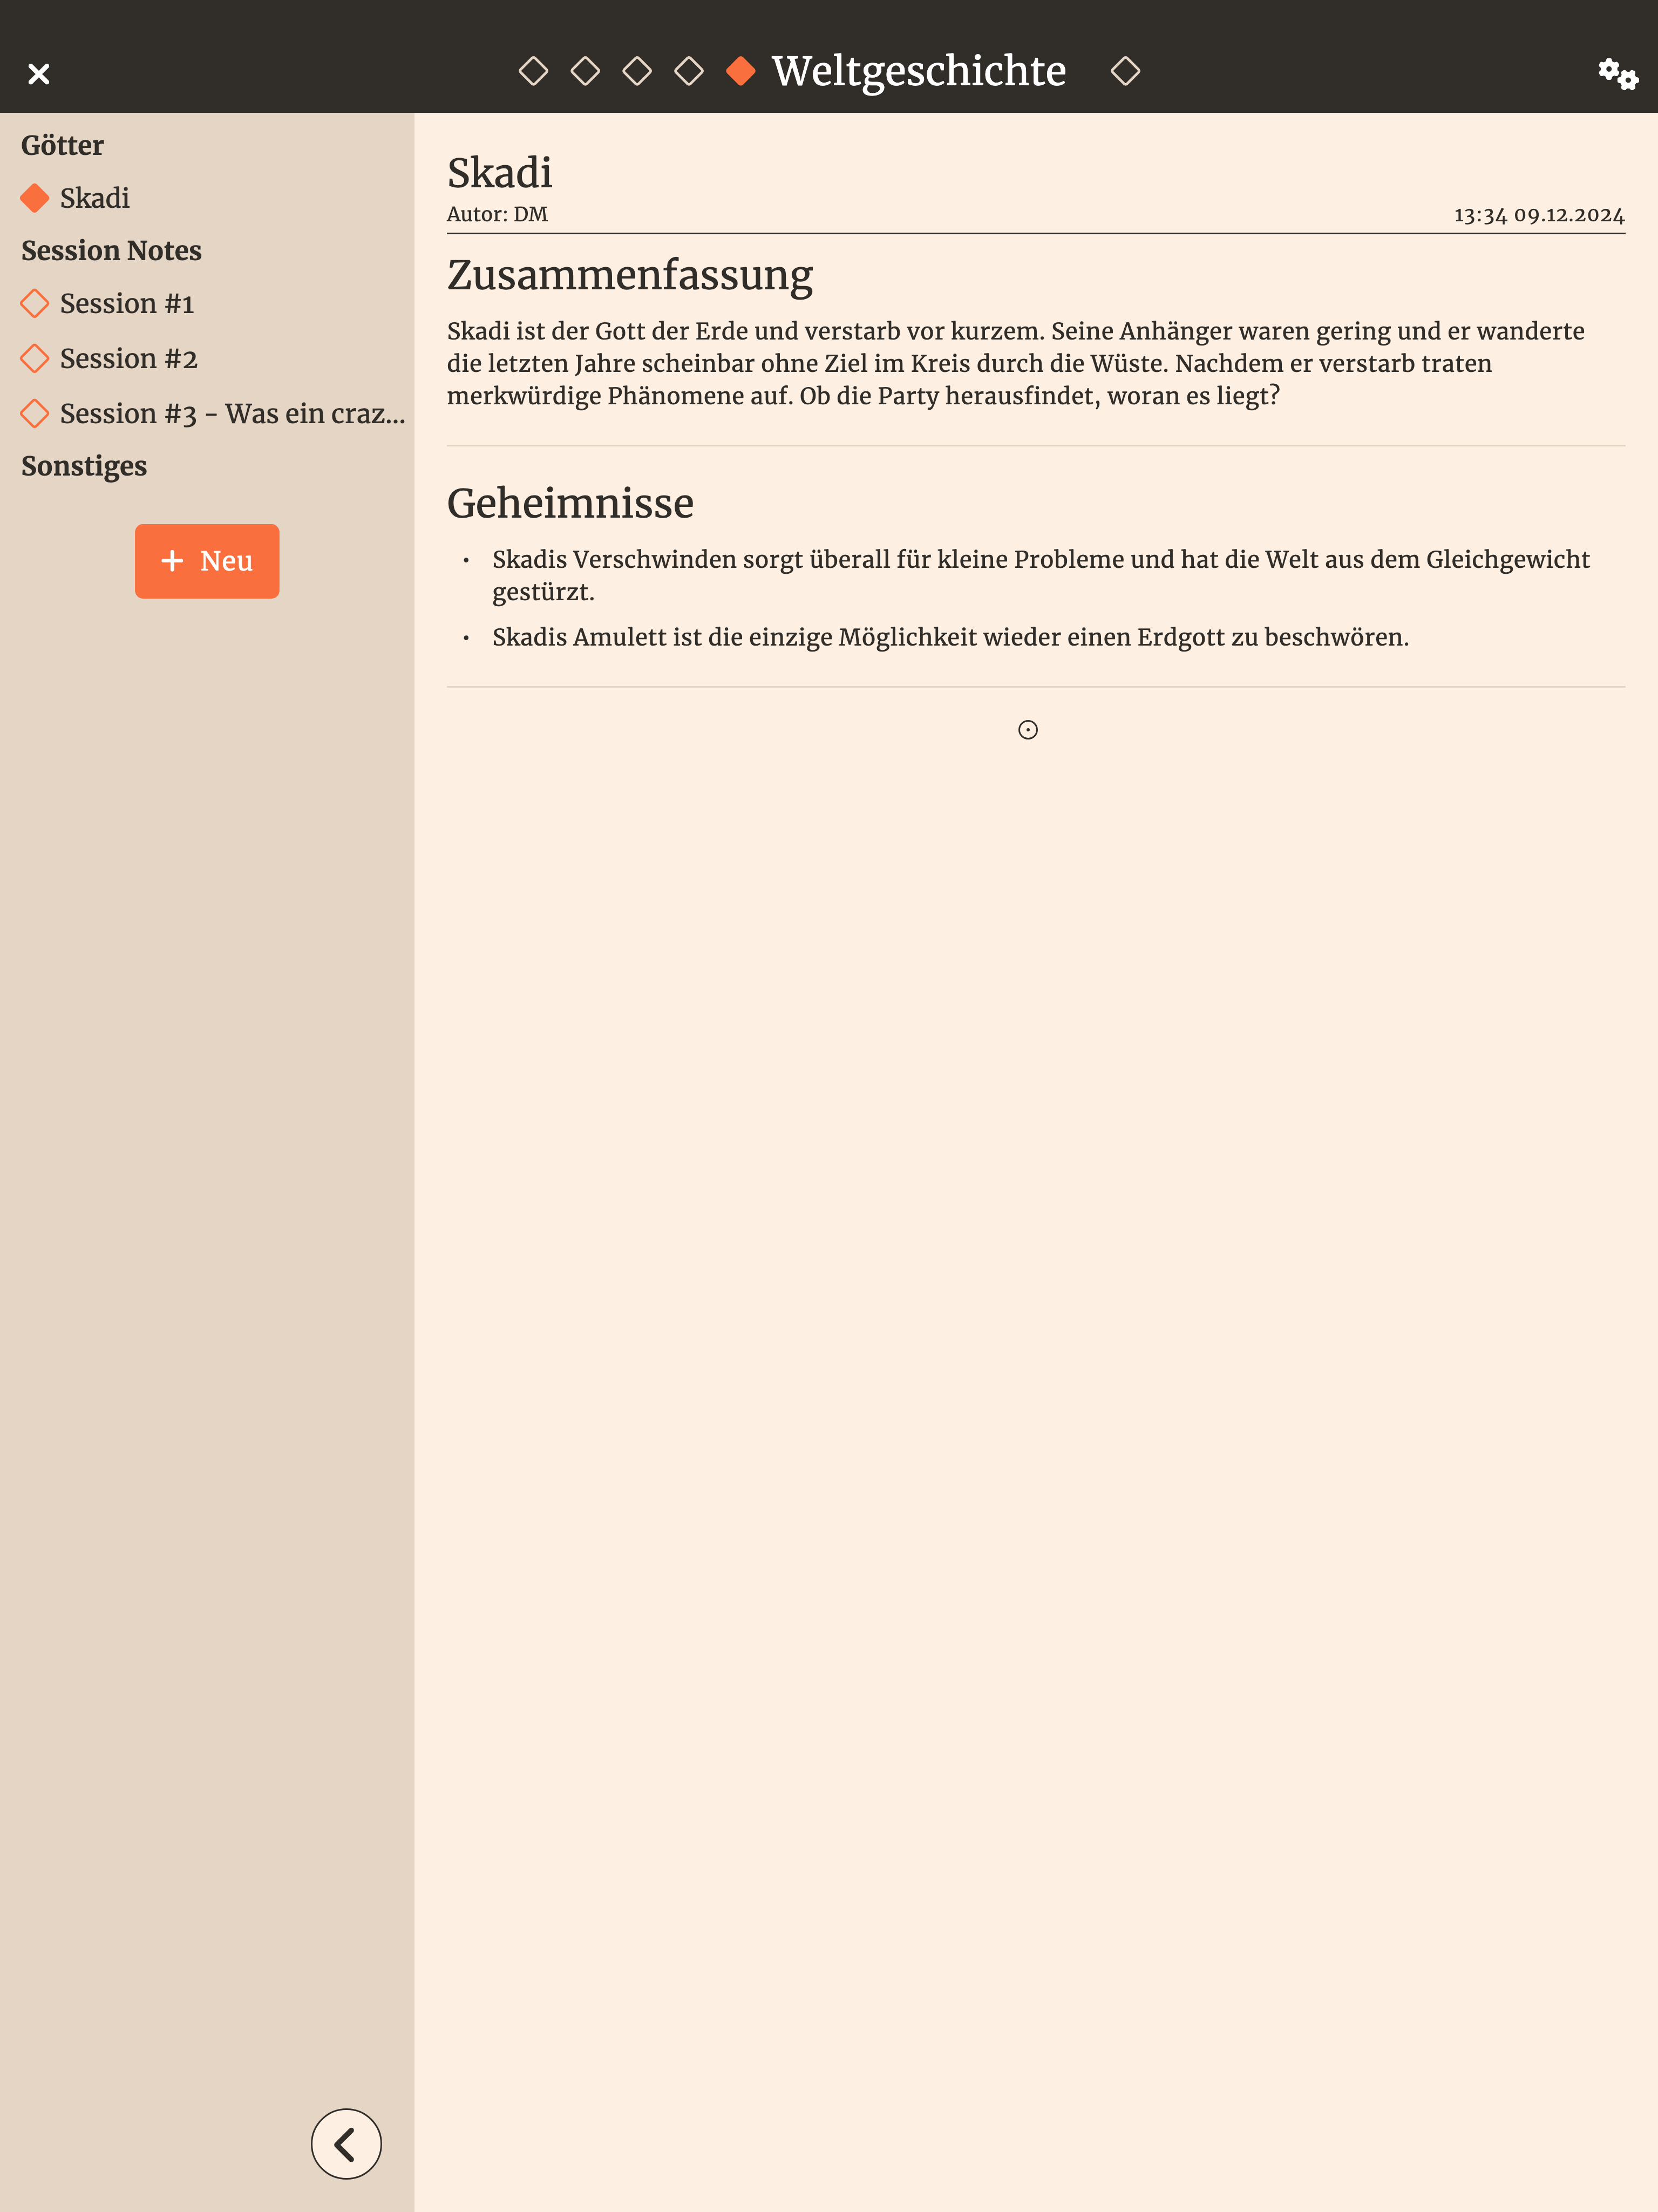 Weltgeschichte
Götter
Skadi
Session Notes
Session #1
Session #2
Session #3 - Was ein craz...
Sonstiges
+ Neu
Skadi
Autor: DM
13:34 09.12.2024
Zusammenfassung
Skadi ist der Gott der Erde und verstarb vor kurzem. Seine Anhänger waren gering und er wanderte
die letzten Jahre scheinbar ohne Ziel im Kreis durch die Wüste. Nachdem er verstarb traten
merkwürdige Phänomene auf. Ob die Party herausfindet, woran es liegt?
Geheimnisse
• Skadis Verschwinden sorgt überall für kleine Probleme und hat die Welt aus dem Gleichgewicht
gestürzt.
• Skadis Amulett ist die einzige Möglichkeit wieder einen Erdgott zu beschwören.